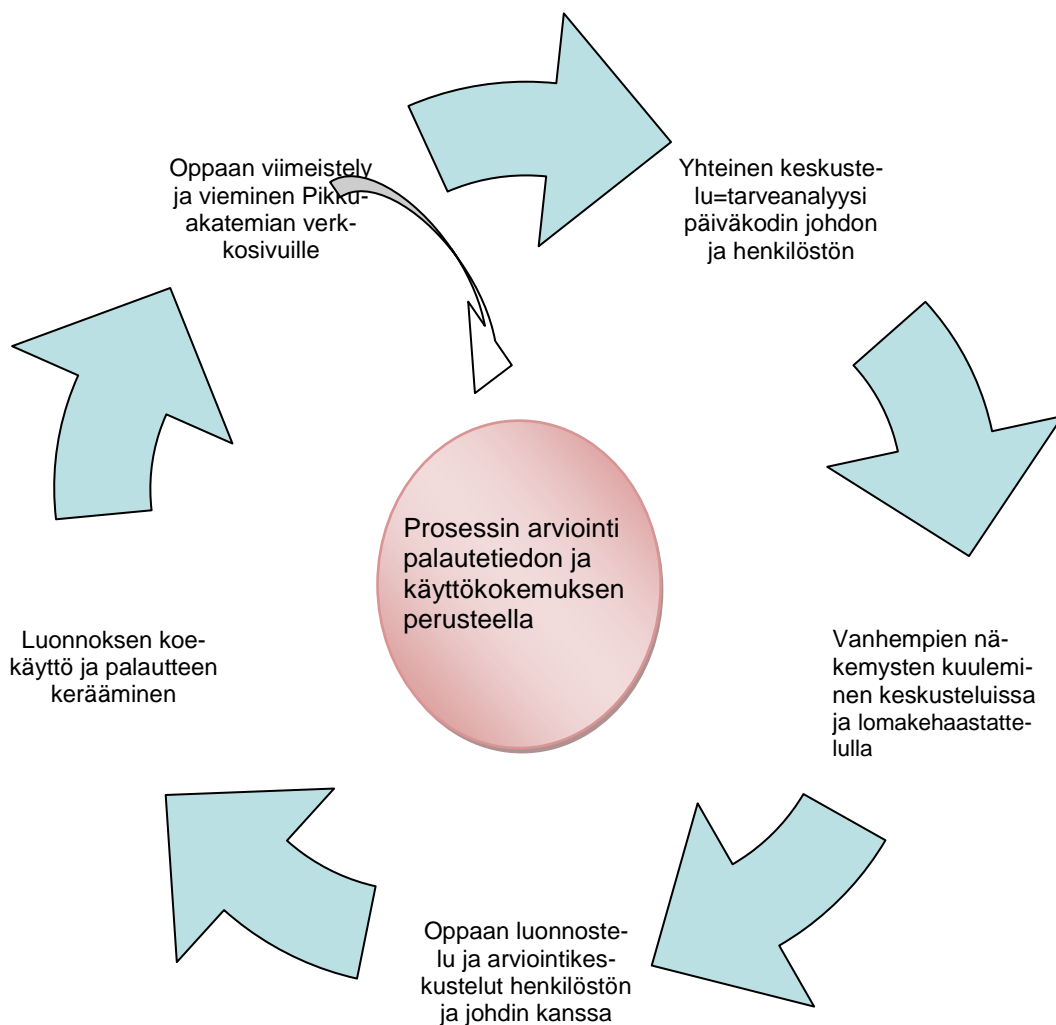 Oppaan viimeistely
ja vieminen Pikku-
akatemian verk-
kosivuille
Yhteinen keskuste-
lu=tarveanalyysi
päiväkodin johdon
ja henkilöstön
Prosessin arviointi
palautetiedon ja
käyttökokemuksen
perusteella
Luonnoksen koe-
käyttö ja palautteen
kerääminen
Vanhempien nä-
kemysten kuulemi-
nen keskusteluissa
ja lomakehaastatte-
lulla
Oppaan luonnoste-
lu ja arviointikes-
kustelut henkilöstön
ja johdin kanssa